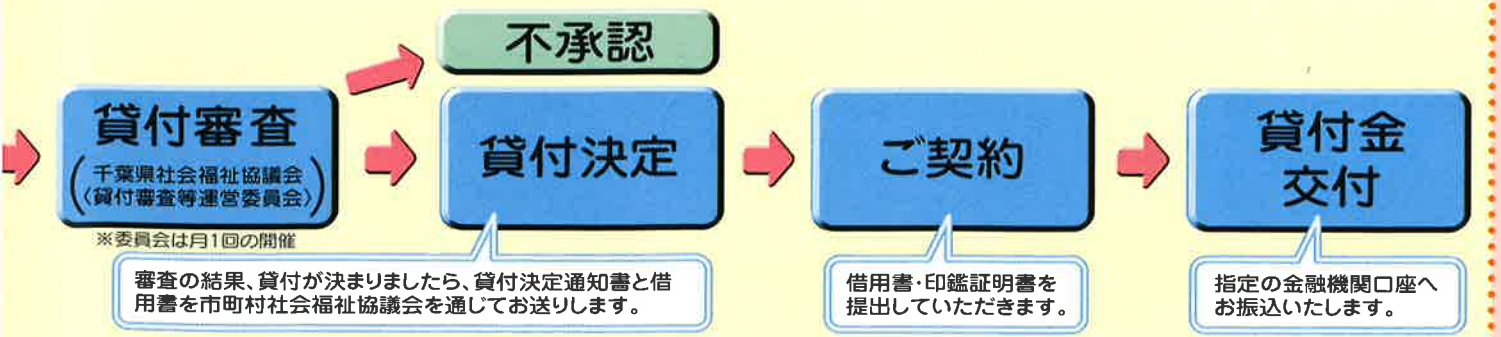 不承認
貸付審査
(千葉県社会福祉協議会
〈貸付審査等運営委員会〉)
※委員会は月1回の開催
貸付決定
審査の結果、貸付が決まりましたら、貸付決定通知書と借
用書を市町村社会福祉協議会を通じてお送りします。
ご契約
借用書・印鑑証明書を
提出していただきます。
貸付金
交付
指定の金融機関口座へ
お振込いたします。